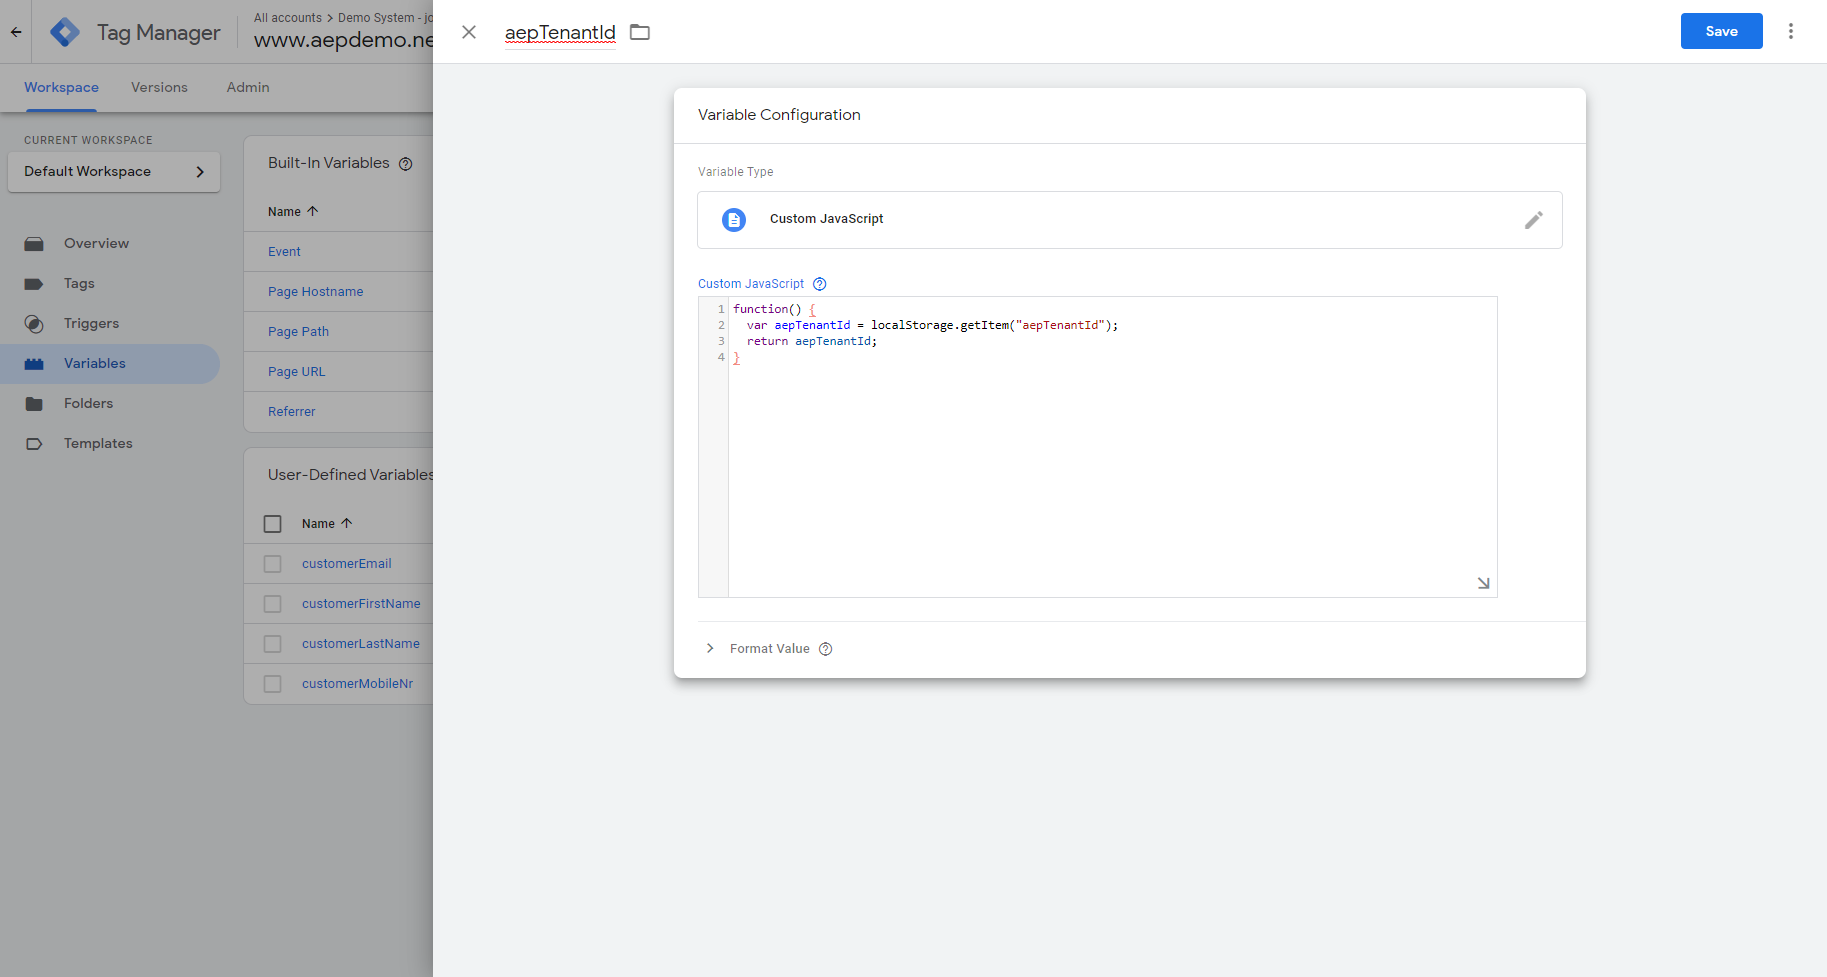 Tag Manager
All accounts > Demo System - jo
www.aepdemo.ne
aepTenantId
Save
Workspace
Versions
Admin
CURRENT WORKSPACE
Default Workspace
Overview
Tags
Triggers
Variables
Folders
Templates
Built-In Variables
Name
Event
Page Hostname
Page Path
Page URL
Referrer
User-Defined Variables
Name
customerEmail
customerFirstName
customerLastName
customerMobileNr
Variable Configuration
Variable Type
Custom JavaScript
Custom JavaScript
1 function() {
2   var aepTenantId = localStorage.getItem("aepTenantId");
3   return aepTenantId;
4 }
Format Value